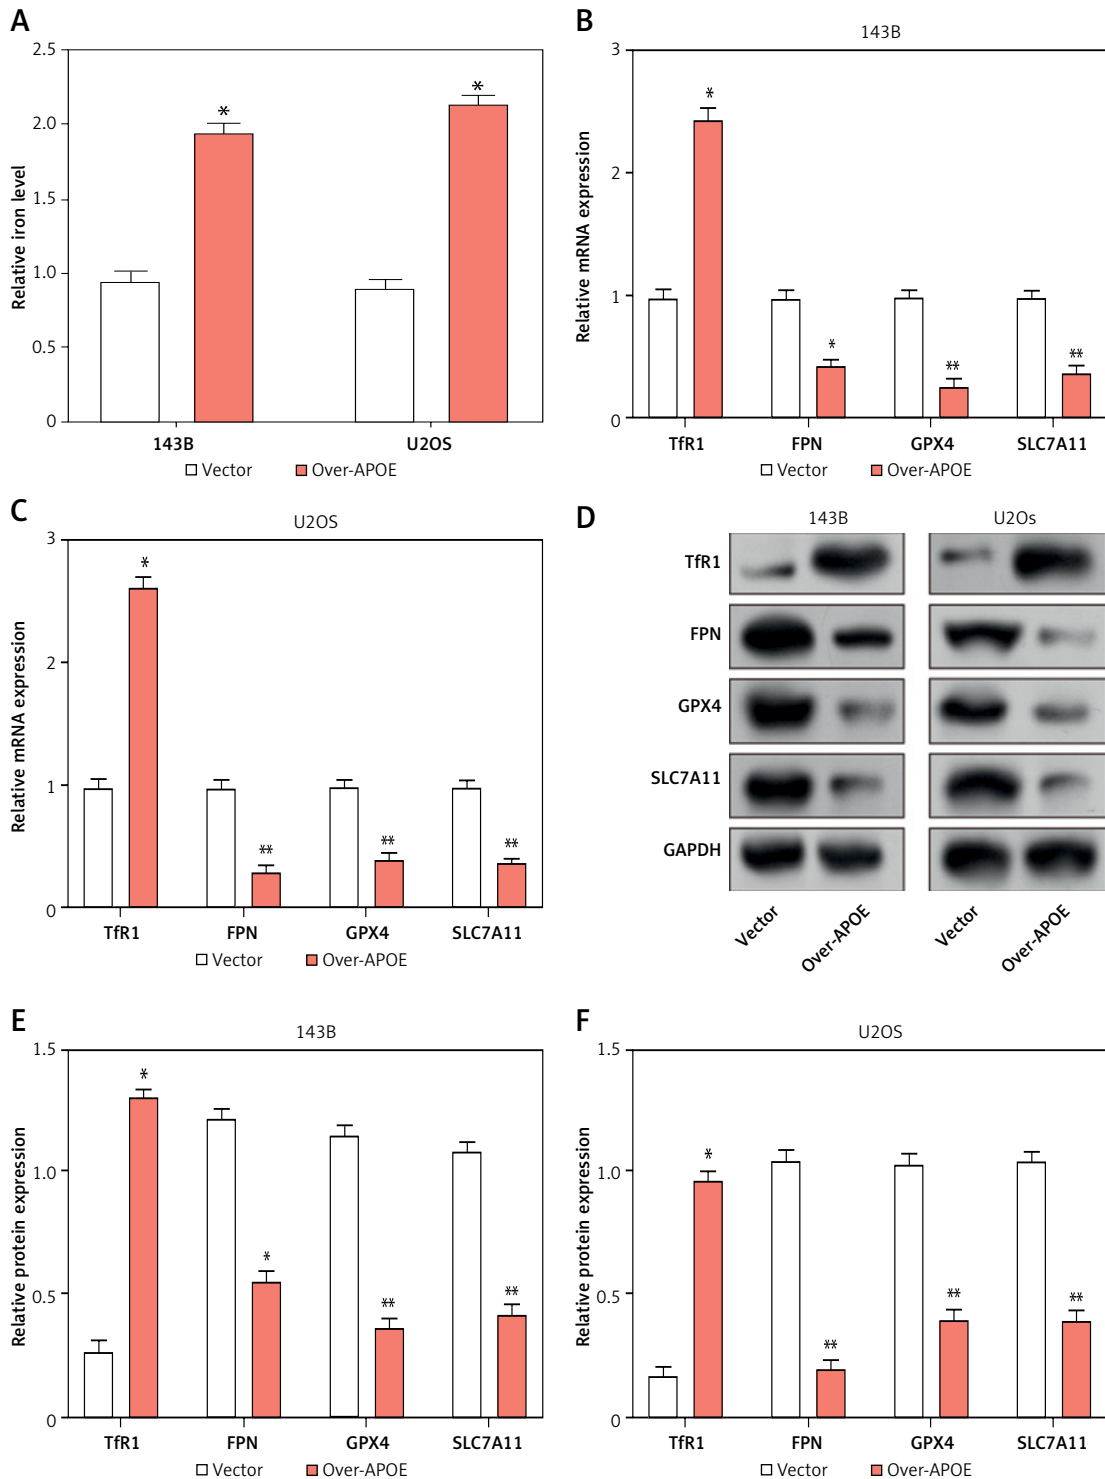 A
2.5
2.0
1.5
1.0
0.5
0
Relative iron level
*
*
143B
U2OS
Vector
Over-APOE
B
143B
3
2
1
0
Relative mRNA expression
*
*
**
**
TfR1
FPN
GPX4
SLC7A11
Vector
Over-APOE
C
U2OS
3
2
1
0
Relative mRNA expression
*
**
**
**
TfR1
FPN
GPX4
SLC7A11
Vector
Over-APOE
D
143B
U2Os
TfR1
FPN
GPX4
SLC7A11
GAPDH
Vector
Over-APOE
Vector
Over-APOE
E
143B
1.5
1.0
0.5
0
Relative protein expression
*
*
**
**
TfR1
FPN
GPX4
SLC7A11
Vector
Over-APOE
F
U2OS
1.5
1.0
0.5
0
Relative protein expression
*
**
**
**
TfR1
FPN
GPX4
SLC7A11
Vector
Over-APOE